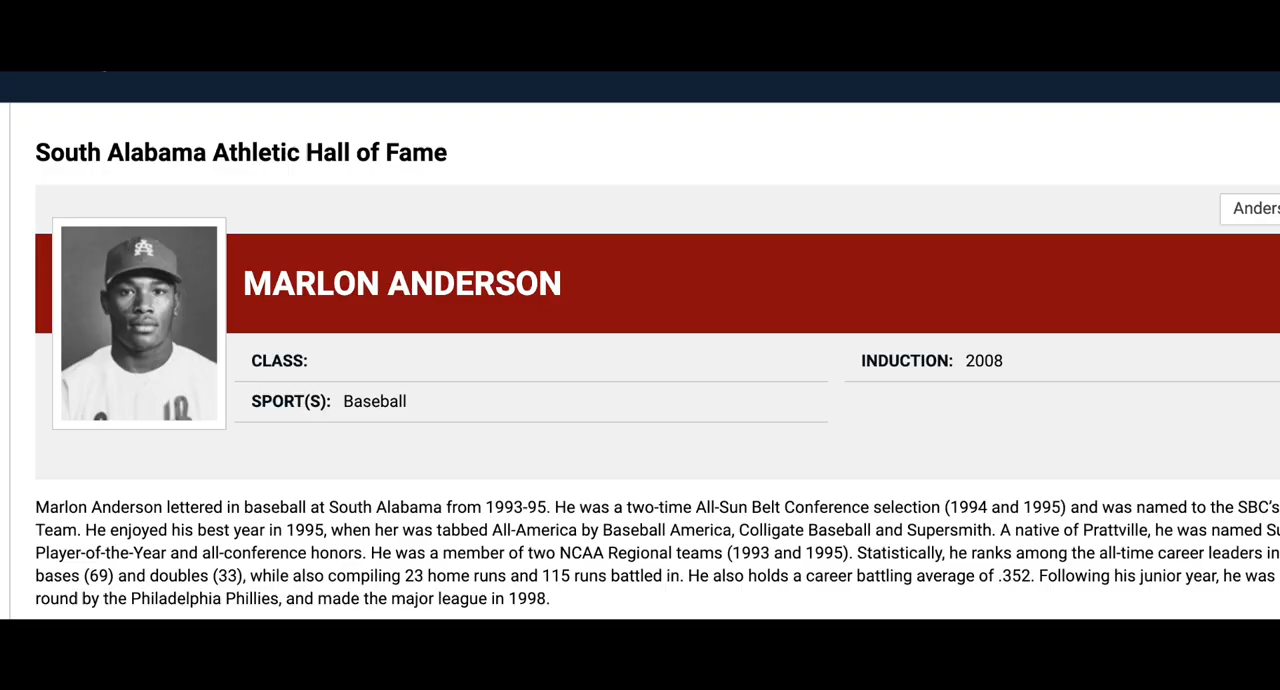 South Alabama Athletic Hall of Fame
Anders
MARLON ANDERSON
CLASS:
INDUCTION: 2008
SPORT(S): Baseball
Marlon Anderson lettered in baseball at South Alabama from 1993-95. He was a two-time All-Sun Belt Conference selection (1994 and 1995) and was named to the SBC's
Team. He enjoyed his best year in 1995, when her was tabbed All-America by Baseball America, Colligate Baseball and Supersmith. A native of Prattville, he was named Su
Player-of-the-Year and all-conference honors. He was a member of two NCAA Regional teams (1993 and 1995). Statistically, he ranks among the all-time career leaders in
bases (69) and doubles (33), while also compiling 23 home runs and 115 runs battled in. He also holds a career battling average of .352. Following his junior year, he was
round by the Philadelphia Phillies, and made the major league in 1998.